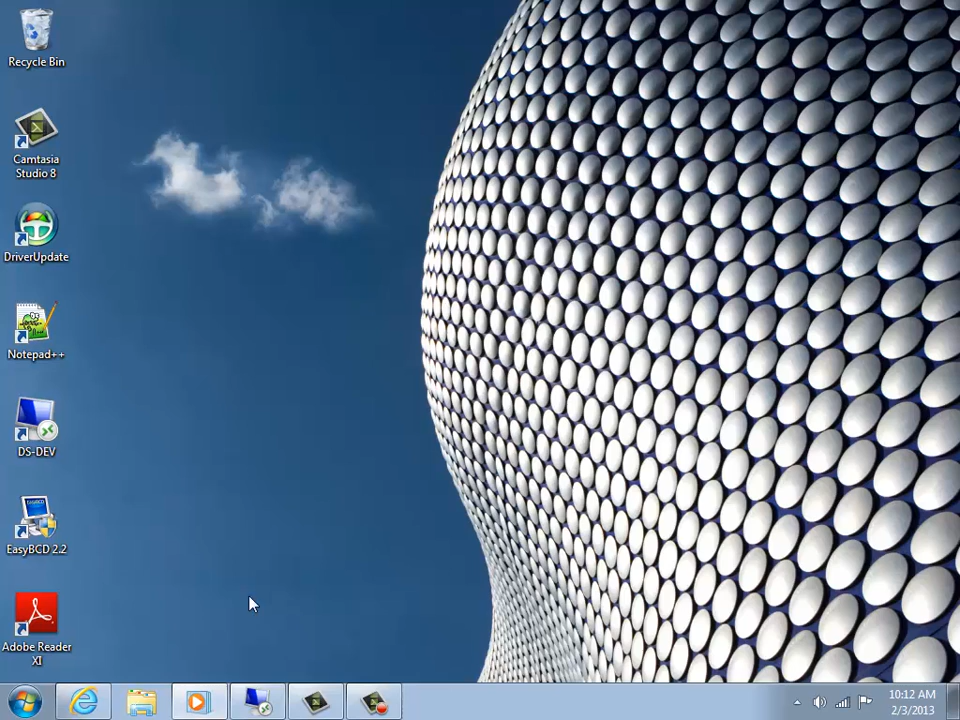 Recycle Bin
Camtasia
Studio 8
DriverUpdate
Notepad++
DS-DEV
EasyBCD 2.2
Adobe Reader
XI
10:12 AM
2/3/2013